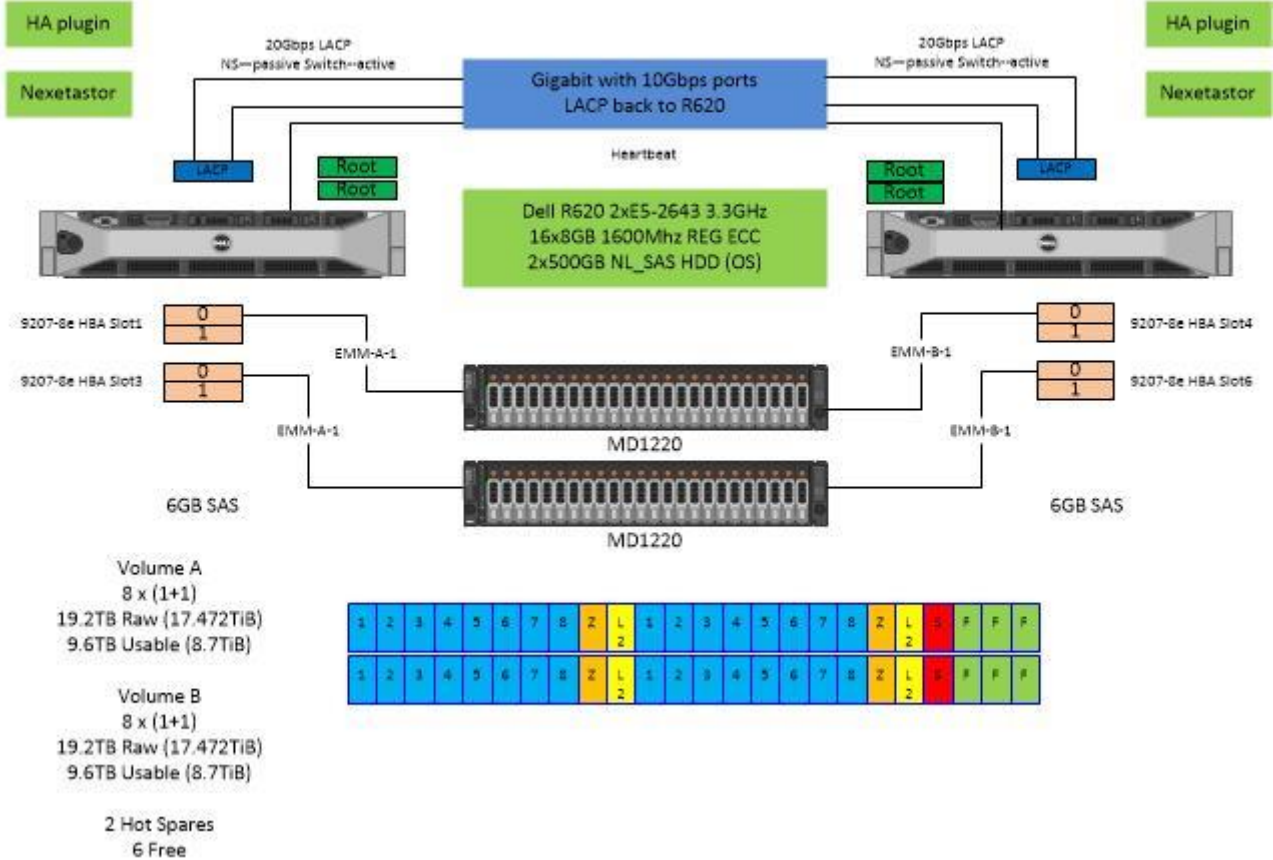 HA plugin
Nexetastor
20Gbps LACP
NS—passive Switch--active
Gigabit with 10Gbps ports
LACP back to R620
20Gbps LACP
NS—passive Switch--active
HA plugin
Nexetastor
Heartbeat
LACP
Root
Root
Root
Root
LACP
Dell R620 2xE5-2643 3.3GHz
16x8GB 1600Mhz REG ECC
2x500GB NL_SAS HDD (OS)
9207-8e HBA Slot1
0
1
9207-8e HBA Slot3
0
1
EMM-A-1
EMM-A-1
EMM-B-1
EMM-B-1
0
1
9207-8e HBA Slot4
0
1
9207-8e HBA Slot6
MD1220
MD1220
6GB SAS
6GB SAS
Volume A
8 x (1+1)
19.2TB Raw (17.472TiB)
9.6TB Usable (8.7TiB)
Volume B
8 x (1+1)
19.2TB Raw (17.472TiB)
9.6TB Usable (8.7TiB)
2 Hot Spares
6 Free
1 2 3 4 5 6 7 8 Z L2 1 2 3 4 5 6 7 8 Z L2 S F F F
1 2 3 4 5 6 7 8 Z L2 1 2 3 4 5 6 7 8 Z L2 S F F F